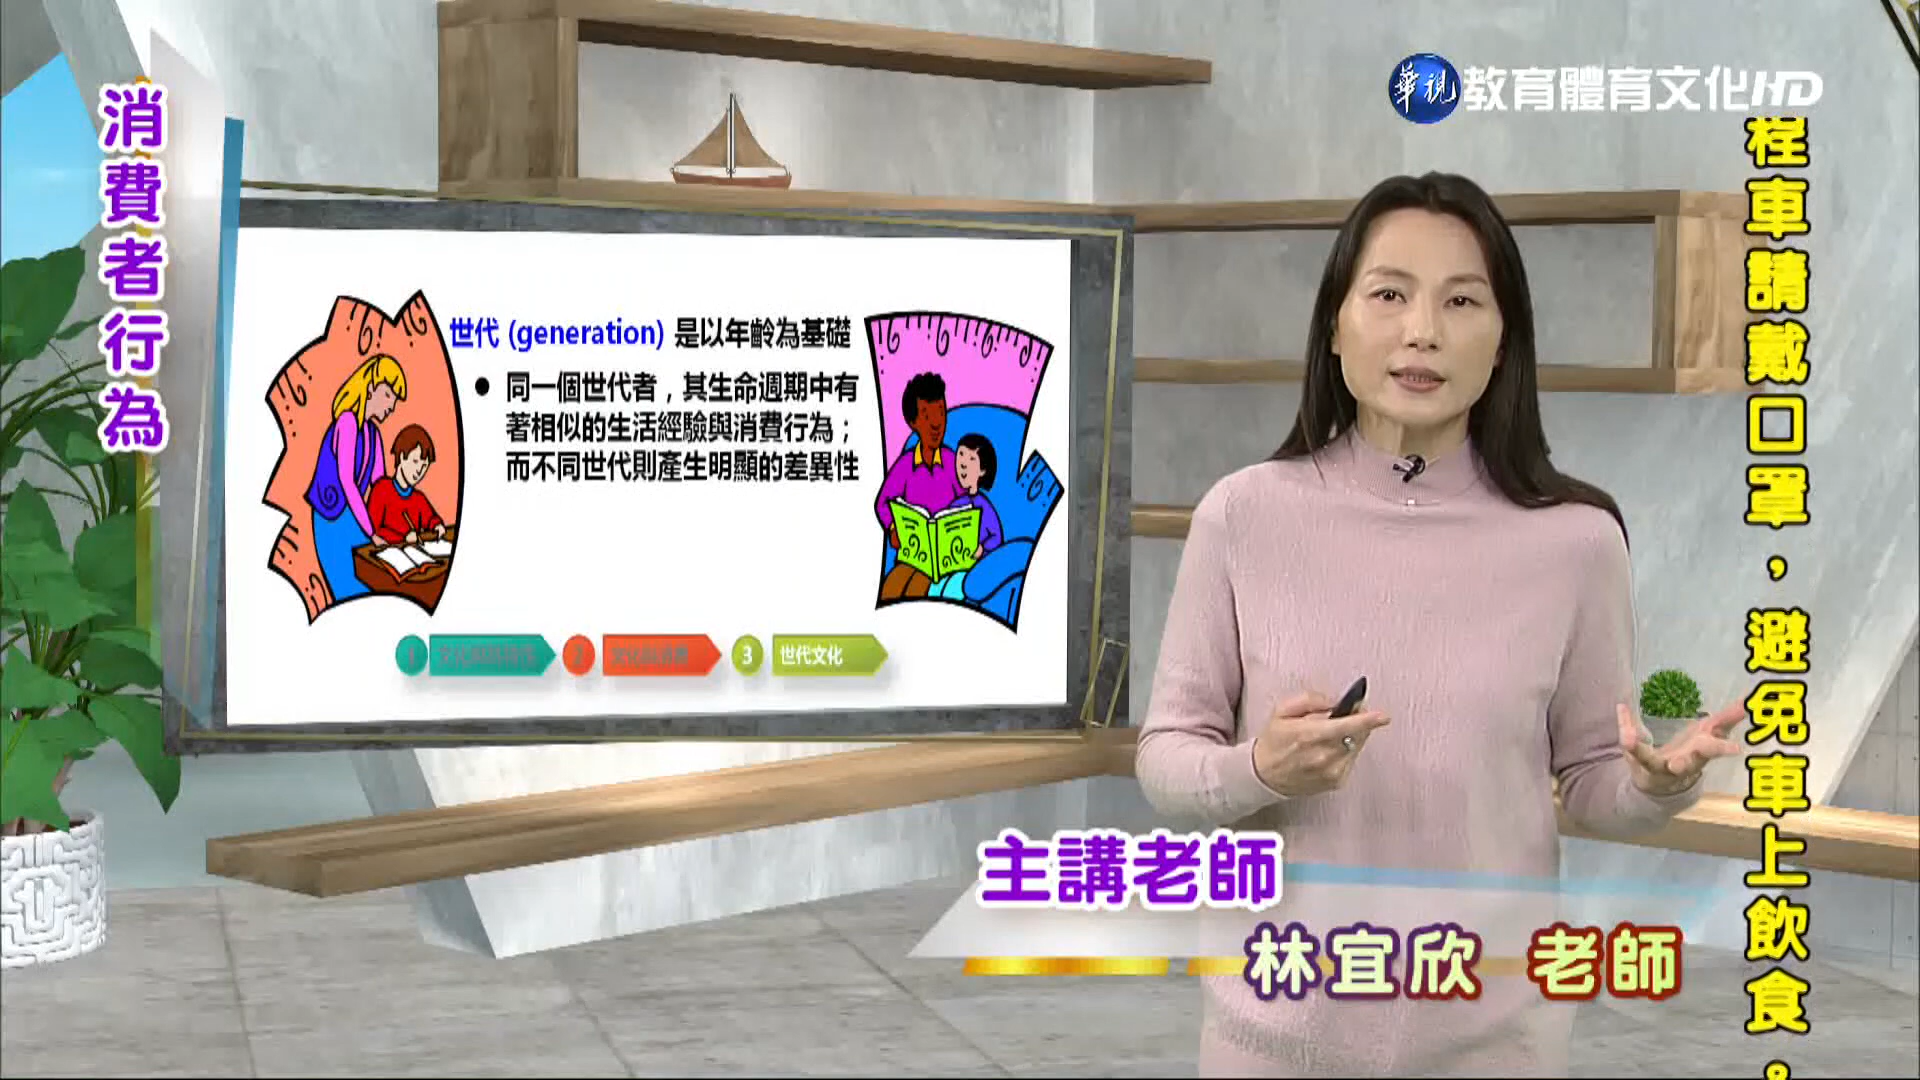 消費者行為
華視 教育體育文化HD
世代 (generation) 是以年齡為基礎
● 同一個世代者，其生命週期中有
著相似的生活經驗與消費行為；
而不同世代則產生明顯的差異性
1
2
3 世代文化
主講老師
林宜欣 老師
程車請戴口罩，避免車上飲食。